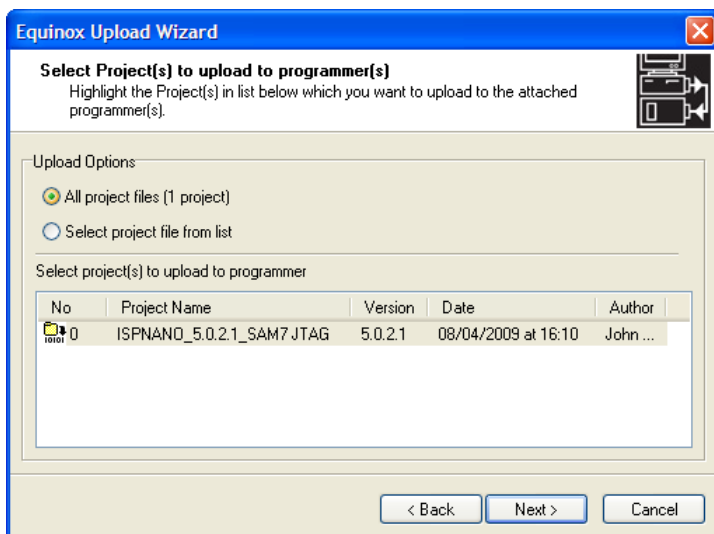 Equinox Upload Wizard
Select Project(s) to upload to programmer(s)
Highlight the Project(s) in list below which you want to upload to the attached
programmer(s).
Upload Options
All project files (1 project)
Select project file from list
Select project(s) to upload to programmer
No Project Name Version Date Author
10101 0 ISPNANO_5.0.2.1_SAM7JTAG 5.0.2.1 08/04/2009 at 16:10 John ...
< Back Next > Cancel